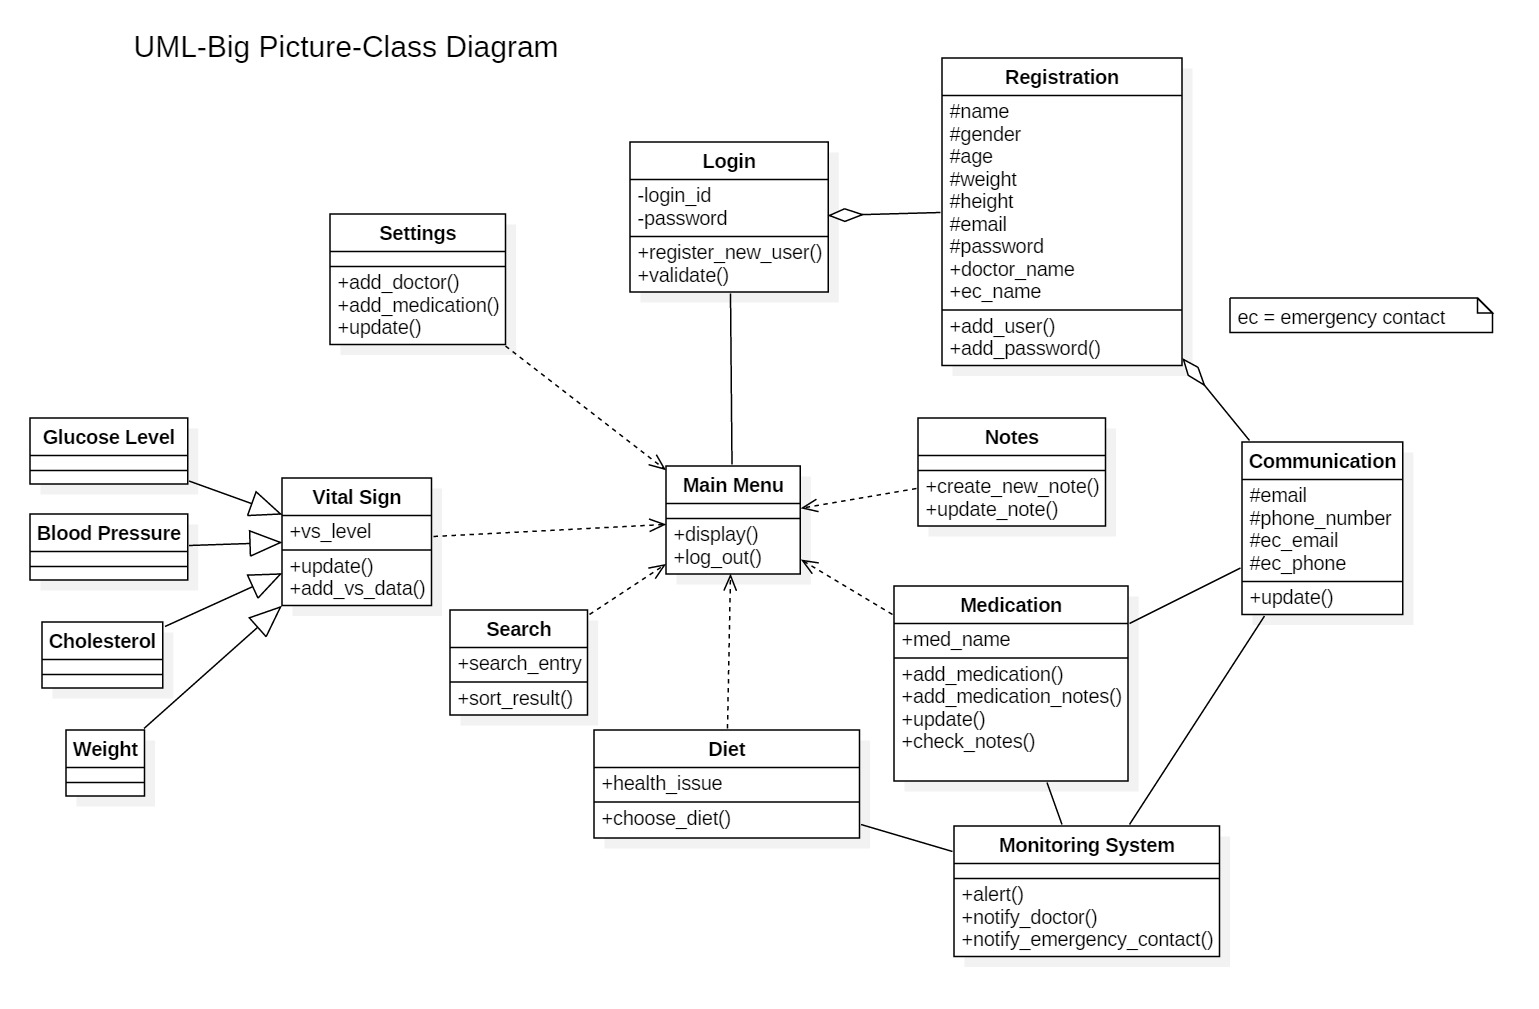 UML-Big Picture-Class Diagram
Registration
#name
#gender
#age
#weight
#height
#email
#password
+doctor_name
+ec_name
+add_user()
+add_password()
Login
-login_id
-password
+register_new_user()
+validate()
Settings
+add_doctor()
+add_medication()
+update()
ec = emergency contact
Glucose Level
Blood Pressure
Cholesterol
Weight
Vital Sign
+vs_level
+update()
+add_vs_data()
Main Menu
+display()
+log_out()
Notes
+create_new_note()
+update_note()
Communication
#email
#phone_number
#ec_email
#ec_phone
+update()
Search
+search_entry
+sort_result()
Medication
+med_name
+add_medication()
+add_medication_notes()
+update()
+check_notes()
Diet
+health_issue
+choose_diet()
Monitoring System
+alert()
+notify_doctor()
+notify_emergency_contact()